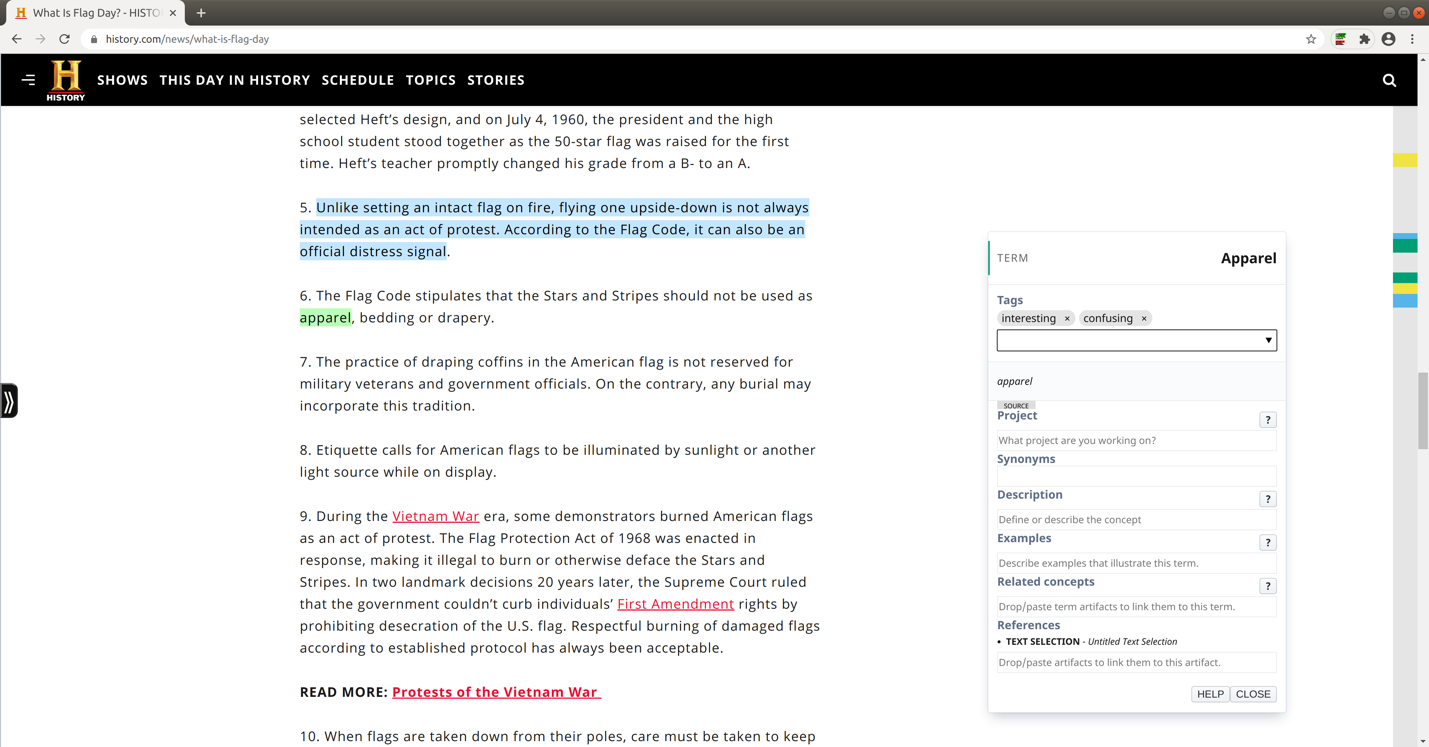 What Is Flag Day? - HISTO
history.com/news/what-is-flag-day
H
HISTORY
SHOWS THIS DAY IN HISTORY SCHEDULE TOPICS STORIES
selected Heft’s design, and on July 4, 1960, the president and the high
school student stood together as the 50-star flag was raised for the first
time. Heft’s teacher promptly changed his grade from a B- to an A.
5. Unlike setting an intact flag on fire, flying one upside-down is not always
intended as an act of protest. According to the Flag Code, it can also be an
official distress signal.
6. The Flag Code stipulates that the Stars and Stripes should not be used as
apparel, bedding or drapery.
7. The practice of draping coffins in the American flag is not reserved for
military veterans and government officials. On the contrary, any burial may
incorporate this tradition.
8. Etiquette calls for American flags to be illuminated by sunlight or another
light source while on display.
9. During the Vietnam War era, some demonstrators burned American flags
as an act of protest. The Flag Protection Act of 1968 was enacted in
response, making it illegal to burn or otherwise deface the Stars and
Stripes. In two landmark decisions 20 years later, the Supreme Court ruled
that the government couldn’t curb individuals’ First Amendment rights by
prohibiting desecration of the U.S. flag. Respectful burning of damaged flags
according to established protocol has always been acceptable.
READ MORE: Protests of the Vietnam War
10. When flags are taken down from their poles, care must be taken to keep
TERM Apparel
Tags
interesting × confusing ×
apparel
SOURCE
Project ?
What project are you working on?
Synonyms
Description ?
Define or describe the concept
Examples ?
Describe examples that illustrate this term.
Related concepts ?
Drop/paste term artifacts to link them to this term.
References
• TEXT SELECTION - Untitled Text Selection
Drop/paste artifacts to link them to this artifact.
HELP CLOSE